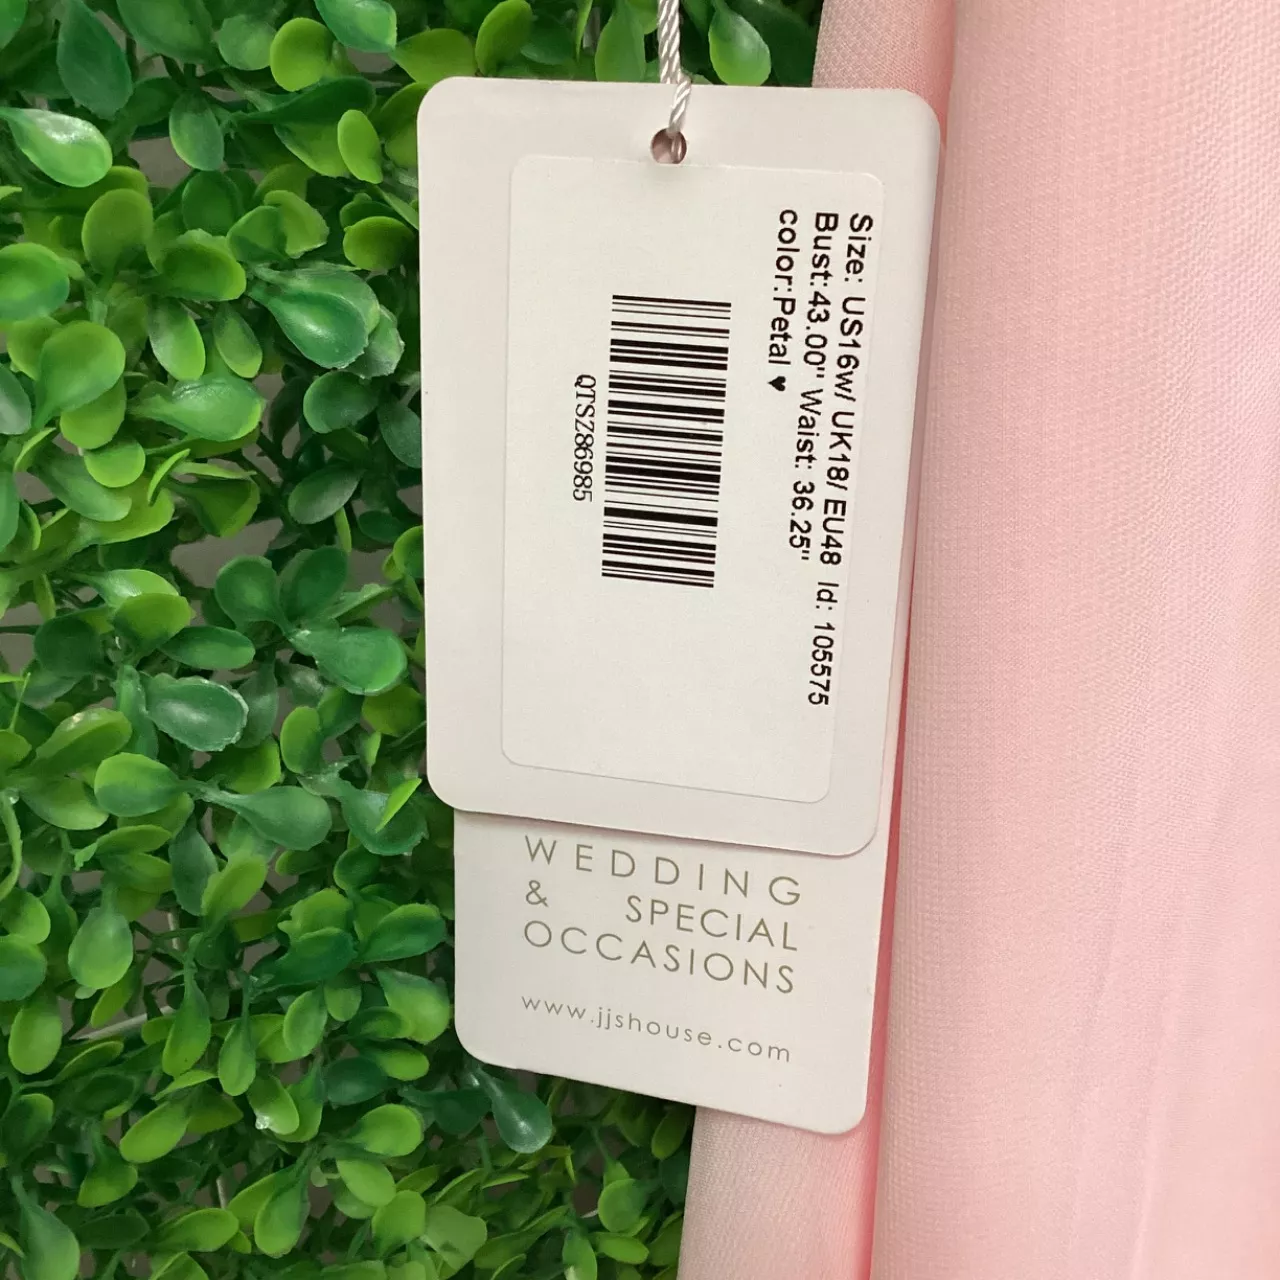 Size: US16w/ UK18/ EU48 Id: 105575
Bust:43.00" Waist: 36.25"
color:Petal ♥
QTSZ86985
WEDDING
& SPECIAL
OCCASIONS
www.jjshouse.com